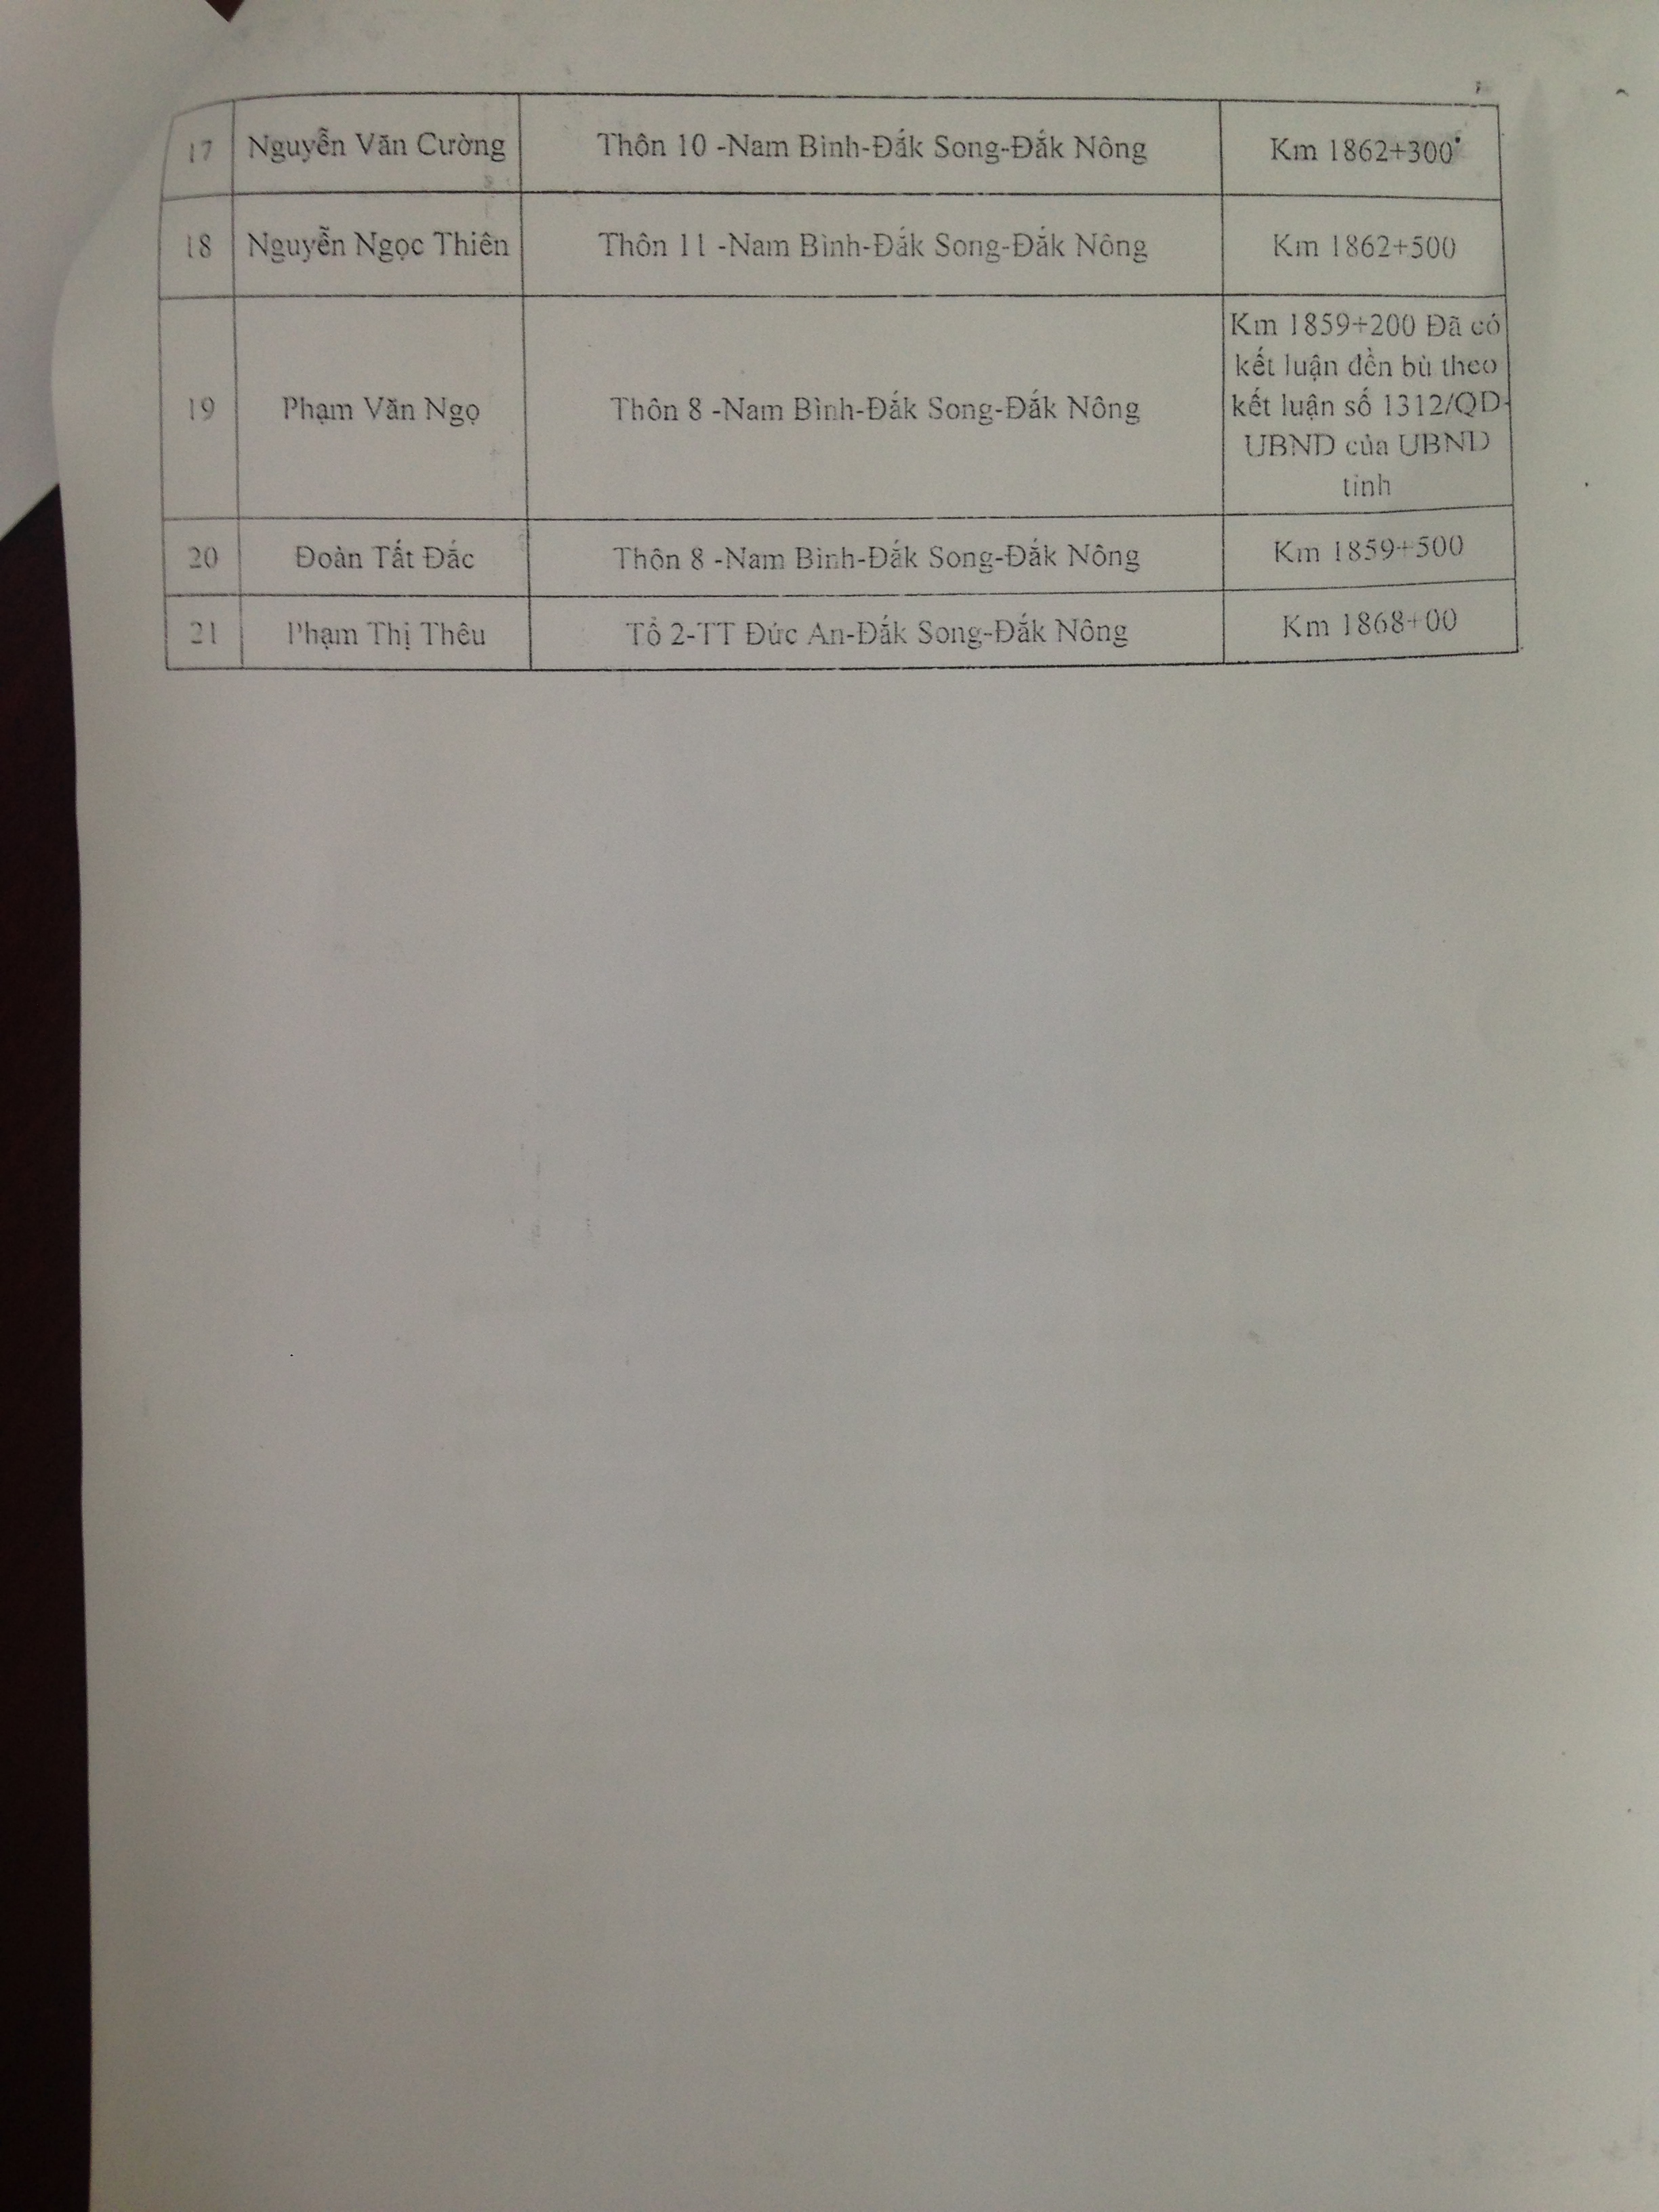 17 Nguyễn Văn Cường Thôn 10 -Nam Bình-Đắk Song-Đắk Nông Km 1862+300
18 Nguyễn Ngọc Thiên Thôn 11 -Nam Bình-Đắk Song-Đắk Nông Km 1862+500
19 Phạm Văn Ngọ Thôn 8 -Nam Bình-Đắk Song-Đắk Nông Km 1859+200 Đã có
kết luận đền bù theo
kết luận số 1312/QD-
UBND của UBND
tỉnh
20 Đoàn Tất Đắc Thôn 8 -Nam Bình-Đắk Song-Đắk Nông Km 1859+500
21 Phạm Thị Thêu Tổ 2-TT Đức An-Đắk Song-Đắk Nông Km 1868+00